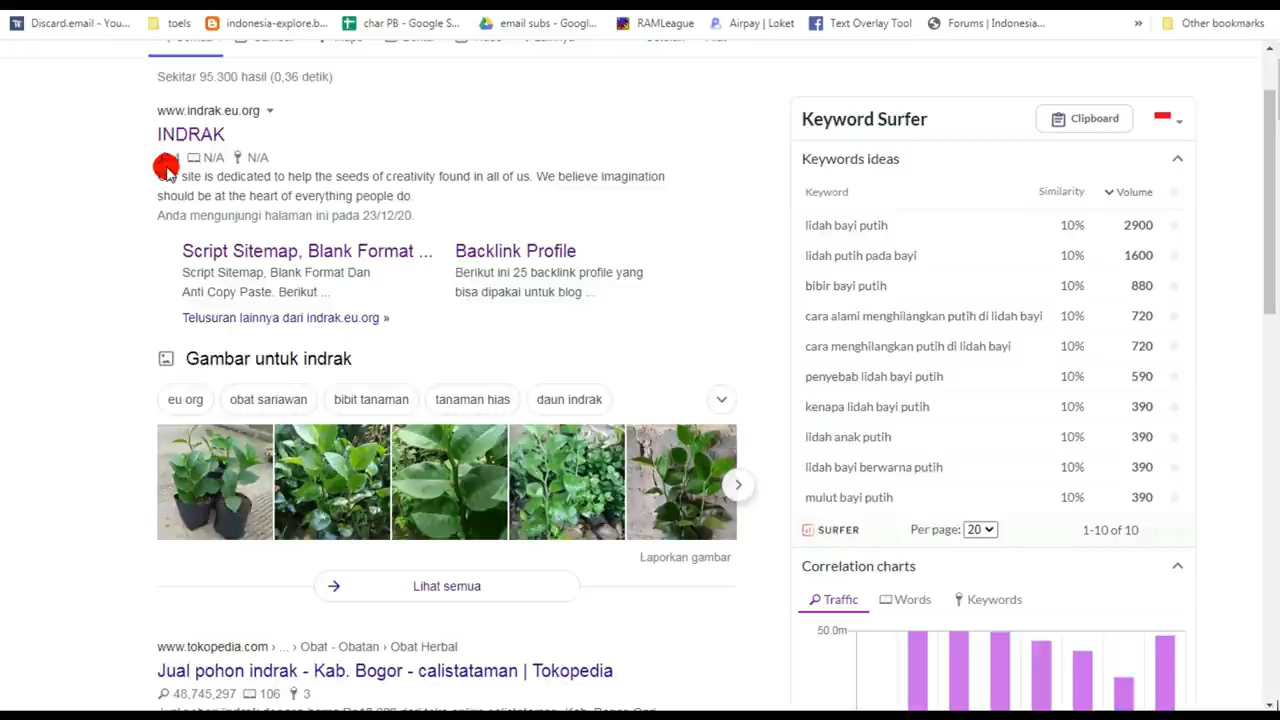 Discard.email - You...
toels
indonesia-explore.b...
char PB - Google S...
email subs - Googl...
RAMLeague
Airpay | Loket
Text Overlay Tool
Forums | Indonesia...
»
Other bookmarks
Sekitar 95.300 hasil (0,36 detik)
www.indrak.eu.org
INDRAK
N/A N/A
site is dedicated to help the seeds of creativity found in all of us. We believe imagination
should be at the heart of everything people do.
Anda mengunjungi halaman ini pada 23/12/20.
Script Sitemap, Blank Format ...
Script Sitemap, Blank Format Dan
Anti Copy Paste. Berikut ...
Backlink Profile
Berikut ini 25 backlink profile yang
bisa dipakai untuk blog ...
Telusuran lainnya dari indrak.eu.org »
Gambar untuk indrak
eu org
obat sariawan
bibit tanaman
tanaman hias
daun indrak
Laporkan gambar
Lihat semua
www.tokopedia.com › ... › Obat - Obatan › Obat Herbal
Jual pohon indrak - Kab. Bogor - calistataman | Tokopedia
48,745,297 106 3
Keyword Surfer
Clipboard
Keywords ideas
Keyword Similarity Volume
lidah bayi putih 10% 2900
lidah putih pada bayi 10% 1600
bibir bayi putih 10% 880
cara alami menghilangkan putih di lidah bayi 10% 720
cara menghilangkan putih di lidah bayi 10% 720
penyebab lidah bayi putih 10% 590
kenapa lidah bayi putih 10% 390
lidah anak putih 10% 390
lidah bayi berwarna putih 10% 390
mulut bayi putih 10% 390
SURFER Per page: 20 1-10 of 10
Correlation charts
Traffic Words Keywords
50.0m